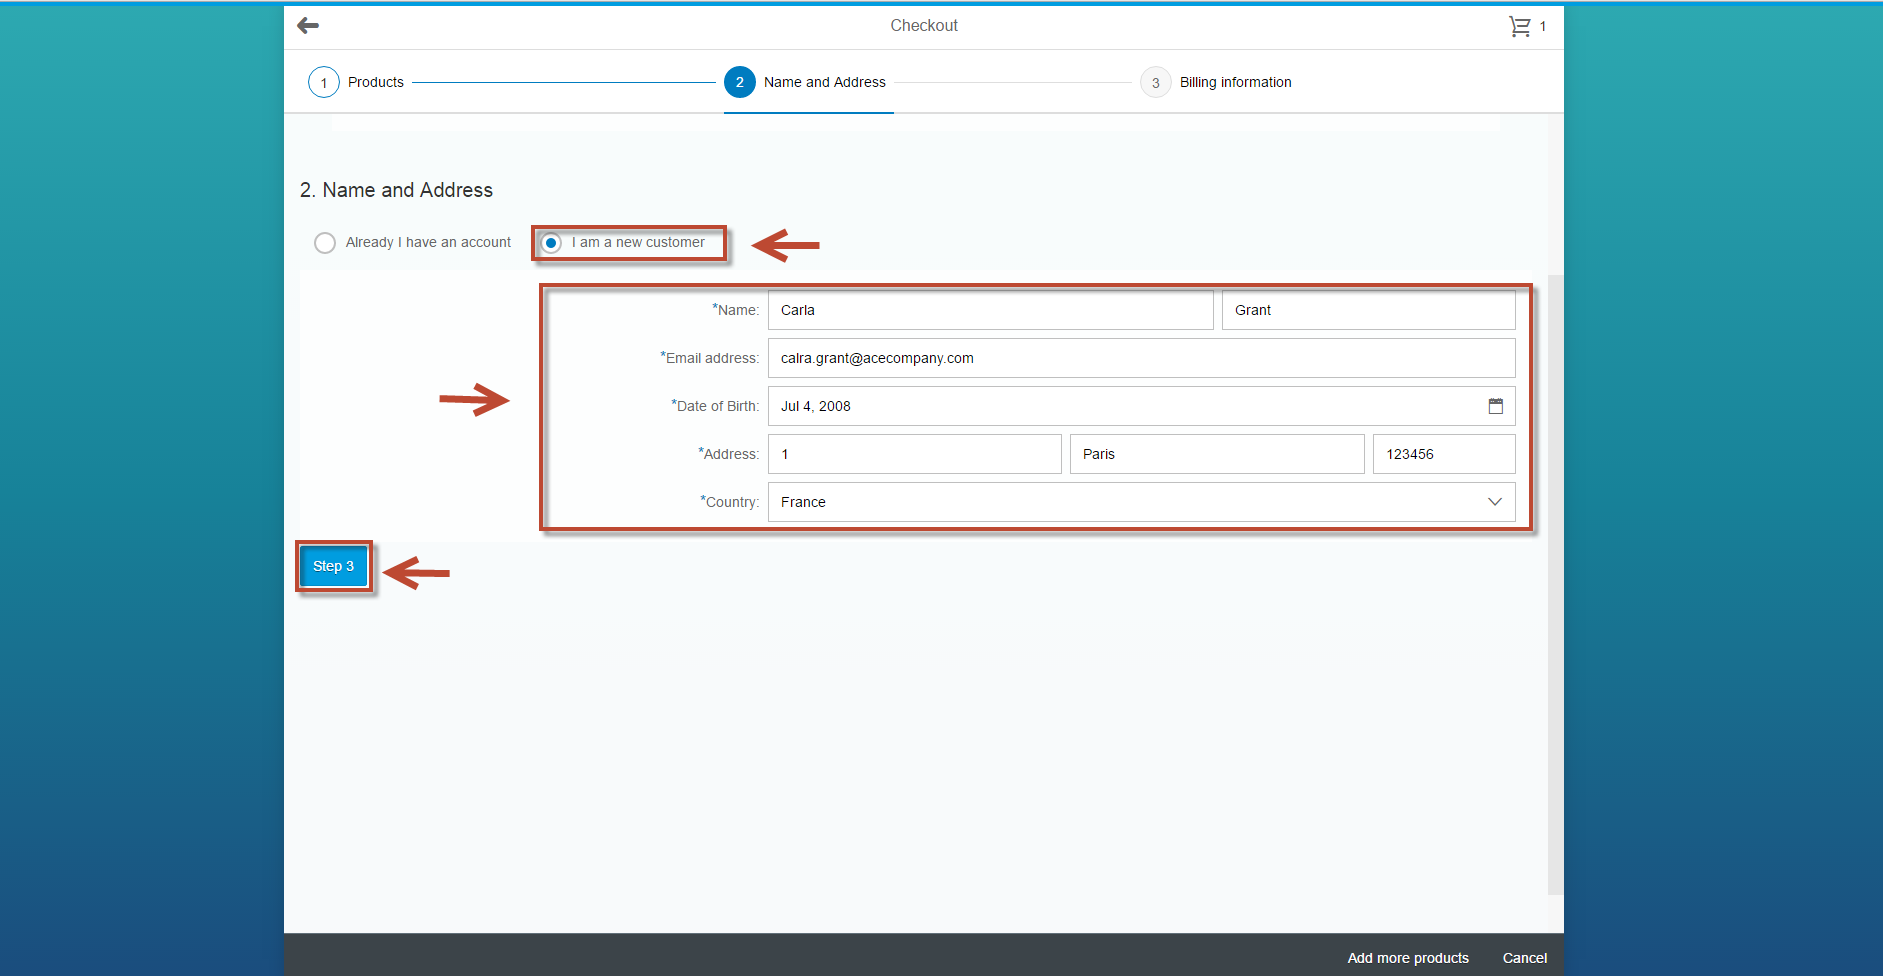 Checkout
1
1 Products 2 Name and Address 3 Billing information
2. Name and Address
Already I have an account I am a new customer
*Name: Carla Grant
*Email address: calra.grant@acecompany.com
*Date of Birth: Jul 4, 2008
*Address: 1 Paris 123456
*Country: France
Step 3
Add more products Cancel